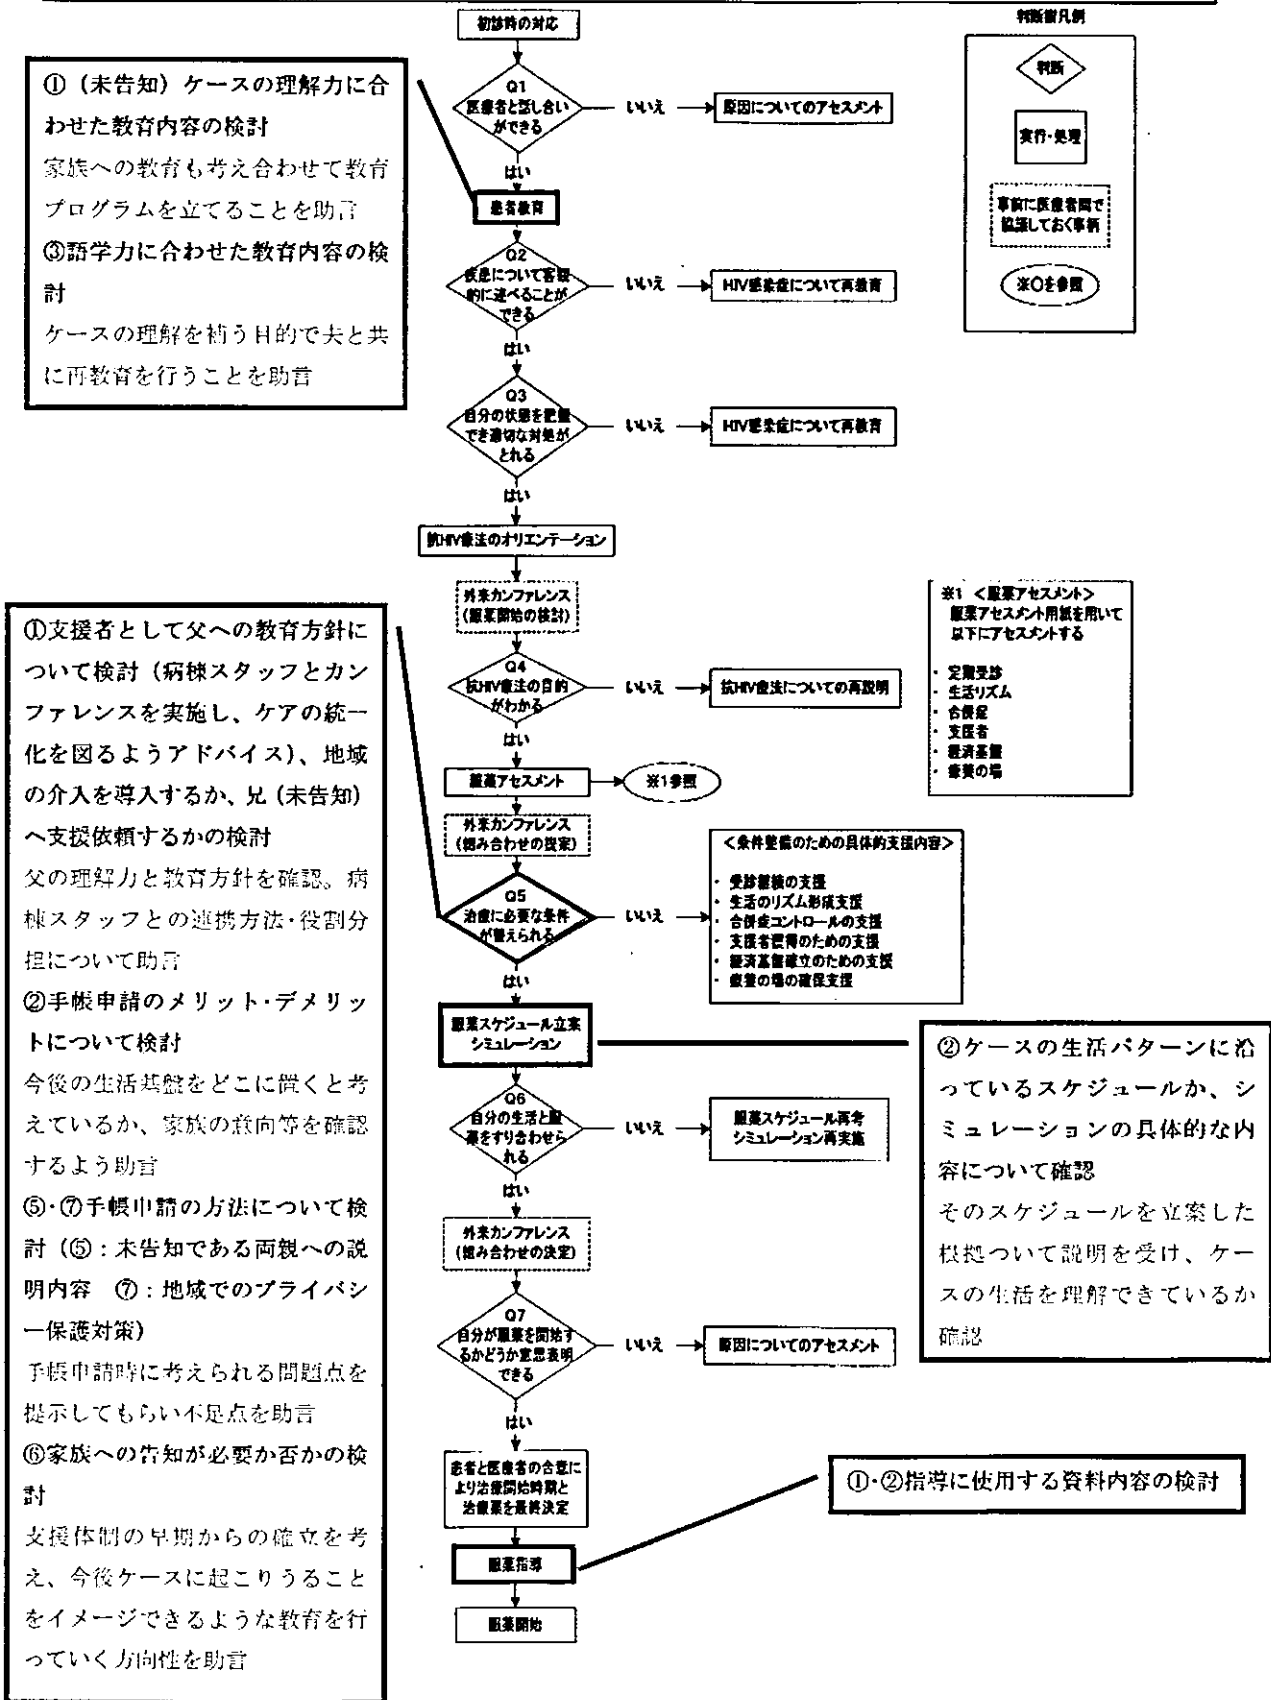 初診時の対応
Q1
医療者と話し合い
ができる
いいえ
原因についてのアセスメント
はい
患者教育
Q2
疾患について客観
的に述べることが
できる
いいえ
HIV感染症について再教育
はい
Q3
自分の状態を把握
でき適切な対処が
とれる
いいえ
HIV感染症について再教育
はい
抗HIV療法のオリエンテーション
外来カンファレンス
(服薬開始の検討)
Q4
抗HIV療法の目的
がわかる
いいえ
抗HIV療法についての再説明
はい
服薬アセスメント
※1参照
外来カンファレンス
(組み合わせの提案)
Q5
治療に必要な条件
が整えられる
いいえ
<条件整備のための具体的支援内容>
・ 受診継続の支援
・ 生活のリズム形成支援
・ 合併症コントロールの支援
・ 支援者獲得のための支援
・ 経済基盤確立のための支援
・ 療養の場の確保支援
はい
服薬スケジュール立案
シミュレーション
Q6
自分の生活と服
薬をすり合わせら
れる
いいえ
服薬スケジュール再考
シミュレーション再実施
はい
外来カンファレンス
(組み合わせの決定)
Q7
自分が服薬を開始す
るかどうか意思表明
できる
いいえ
原因についてのアセスメント
はい
患者と医療者の合意に
より治療開始時期と
治療薬を最終決定
服薬指導
服薬開始
判断樹凡例
判断
実行・処理
事前に医療者間で
協議しておく事柄
※〇を参照
※1 <服薬アセスメント>
服薬アセスメント用紙を用いて
以下にアセスメントする
・ 定期受診
・ 生活リズム
・ 合併症
・ 支援者
・ 経済基盤
・ 療養の場
①（未告知）ケースの理解力に合
わせた教育内容の検討
家族への教育も考え合わせて教育
プログラムを立てることを助言
③語学力に合わせた教育内容の検
討
ケースの理解を補う目的で夫と共
に再教育を行うことを助言
①支援者として父への教育方針に
ついて検討（病棟スタッフとカン
ファレンスを実施し、ケアの統一
化を図るようアドバイス）、地域
の介入を導入するか、兄（未告知）
へ支援依頼するかの検討
父の理解力と教育方針を確認。病
棟スタッフとの連携方法・役割分
担について助言
②手帳申請のメリット・デメリッ
トについて検討
今後の生活基盤をどこに置くと考
えているか、家族の意向等を確認
するよう助言
⑤・⑦手帳申請の方法について検
討（⑤：未告知である両親への説
明内容　⑦：地域でのプライバシ
ー保護対策）
手帳申請時に考えられる問題点を
提示してもらい不足点を助言
⑥家族への告知が必要か否かの検
討
支援体制の早期からの確立を考
え、今後ケースに起こりうること
をイメージできるような教育を行
っていく方向性を助言
②ケースの生活パターンに沿
っているスケジュールか、シ
ミュレーションの具体的な内
容について確認
そのスケジュールを立案した
根拠ついて説明を受け、ケー
スの生活を理解できているか
確認
①・②指導に使用する資料内容の検討